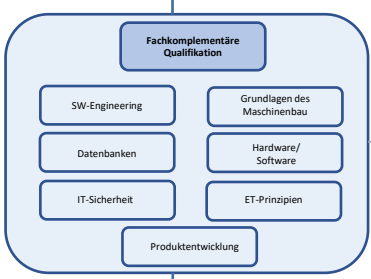 Fachkomplementäre
Qualifikation
SW-Engineering
Grundlagen des
Maschinenbau
Datenbanken
Hardware/
Software
IT-Sicherheit
ET-Prinzipien
Produktentwicklung